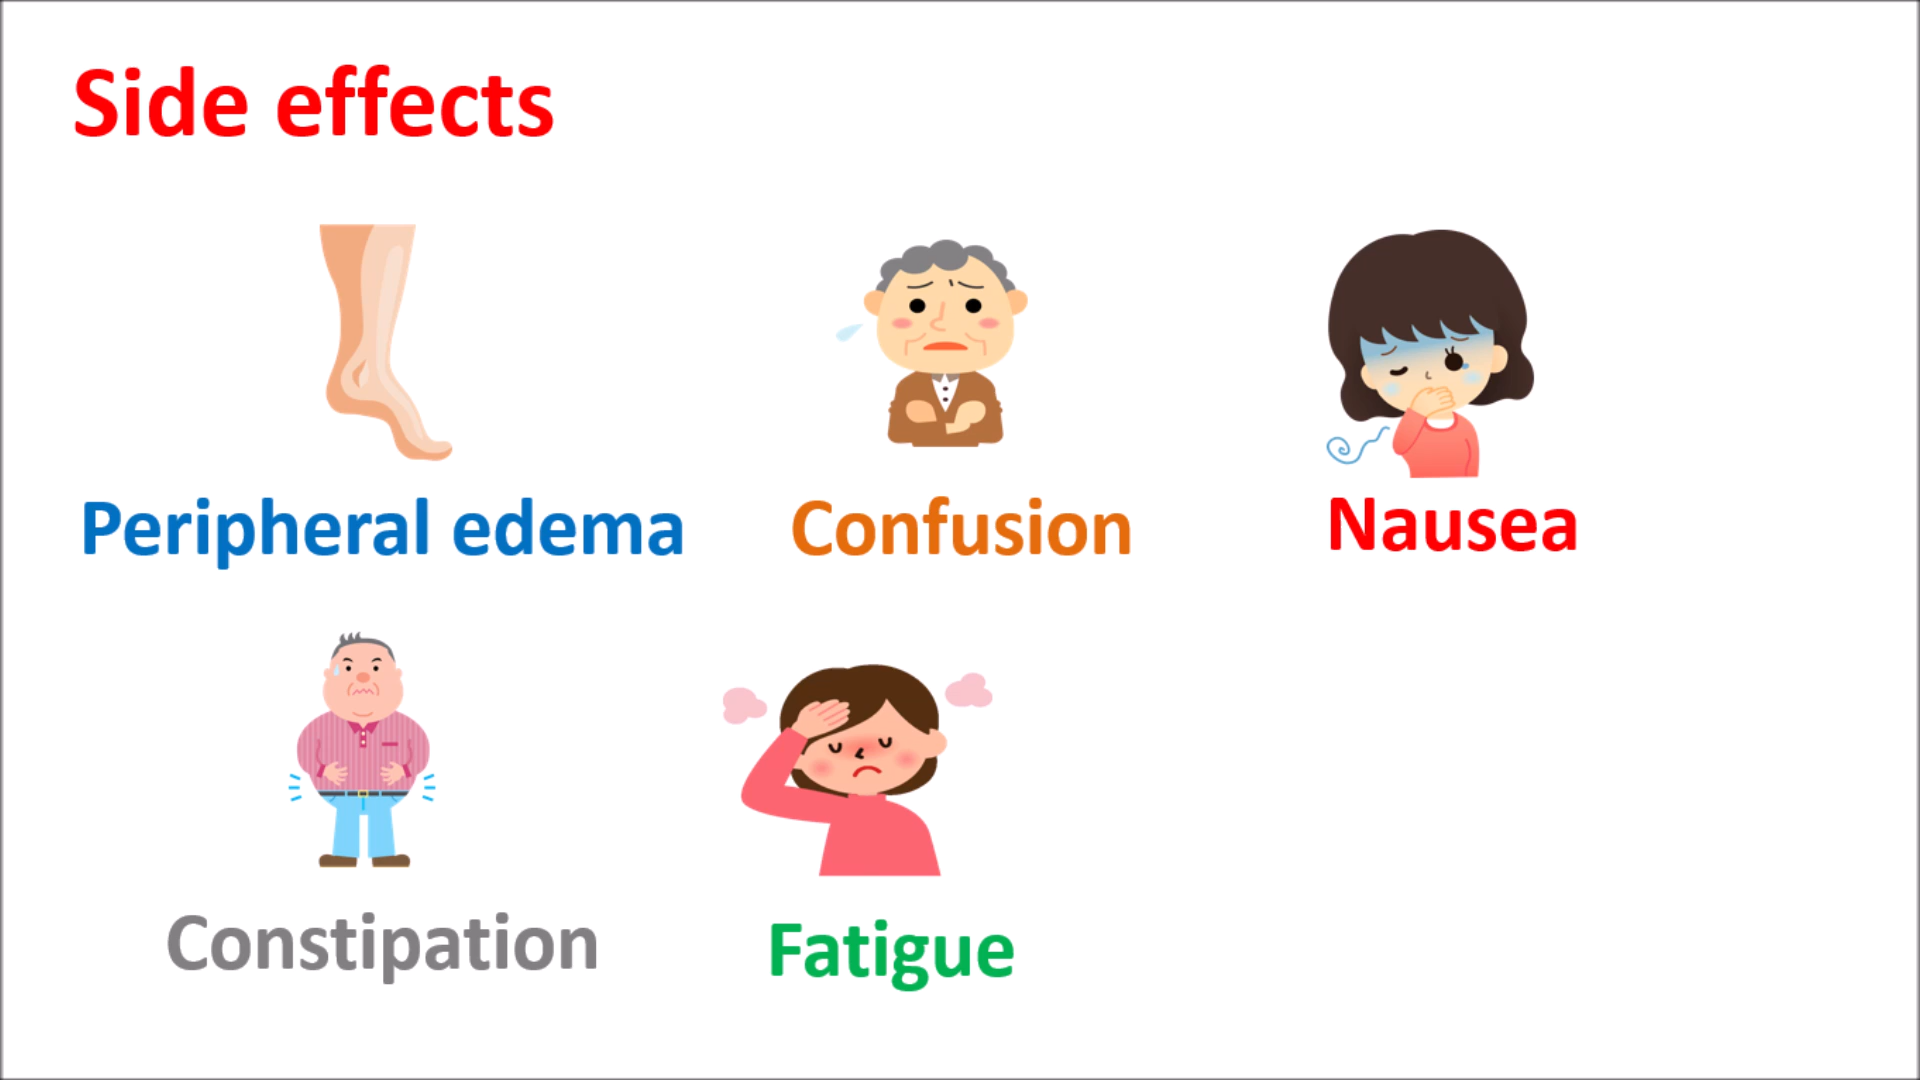 Side effects
Peripheral edema
Confusion
Nausea
Constipation
Fatigue